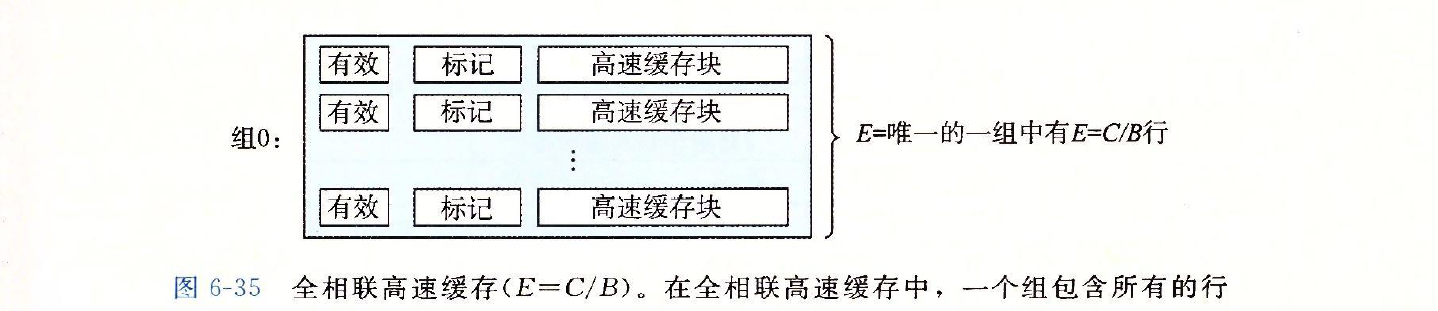 有效 标记 高速缓存块
有效 标记 高速缓存块
组0: E=唯一的一组中有E=C/B行
⋮
有效 标记 高速缓存块
图 6-35 全相联高速缓存(E=C/B)。在全相联高速缓存中，一个组包含所有的行